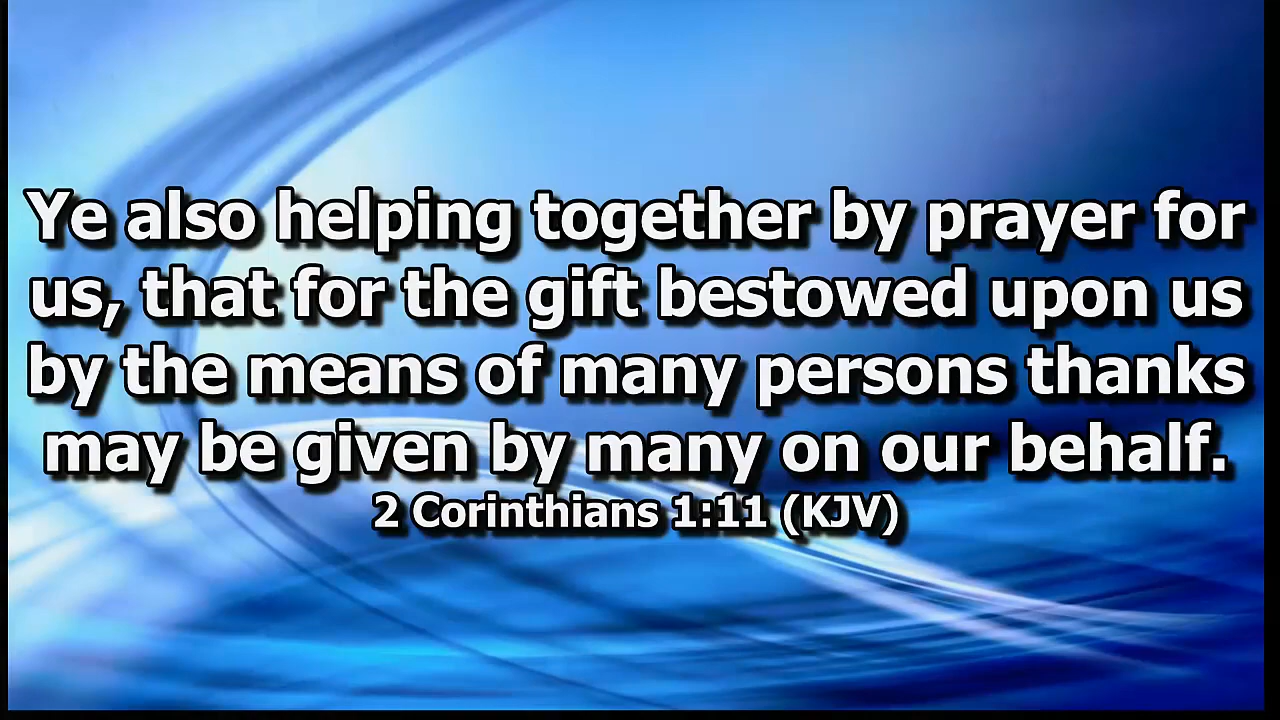 Ye also helping together by prayer for
us, that for the gift bestowed upon us
by the means of many persons thanks
may be given by many on our behalf.
2 Corinthians 1:11 (KJV)